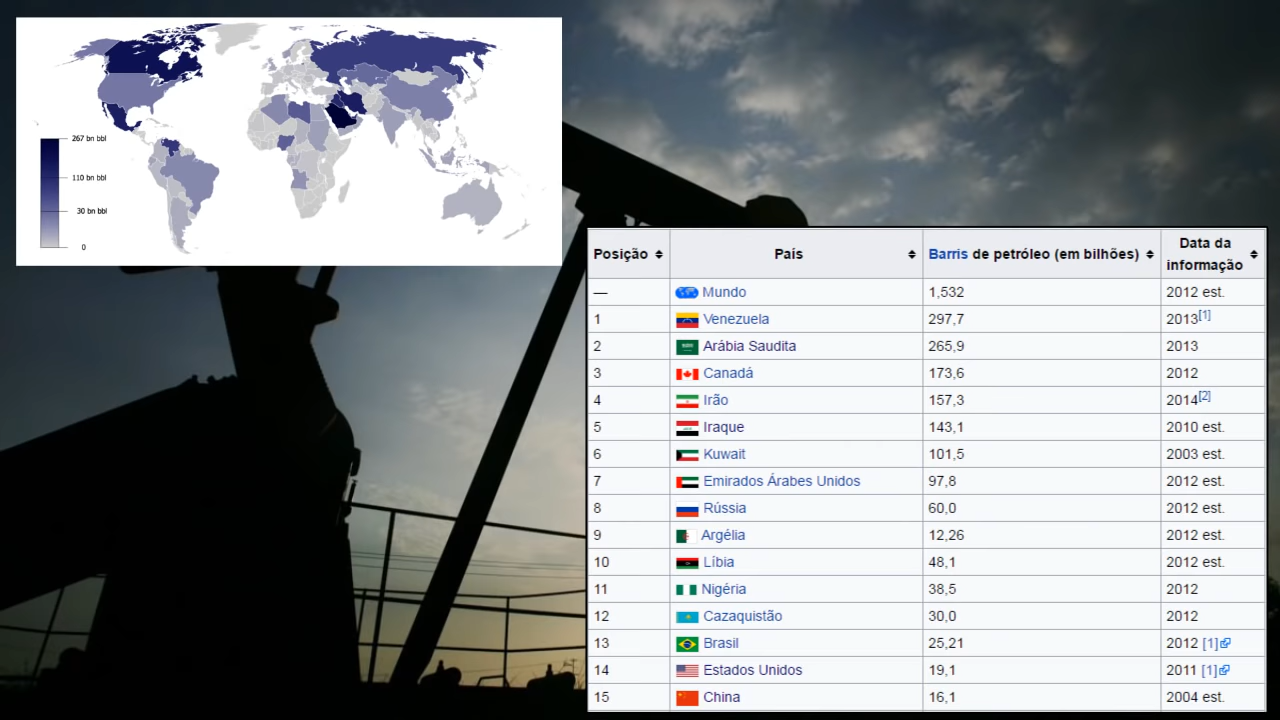 267 bn bbl
110 bn bbl
30 bn bbl
0
Posição País Barris de petróleo (em bilhões) Data da informação
— Mundo 1,532 2012 est.
1 Venezuela 297,7 2013[1]
2 Arábia Saudita 265,9 2013
3 Canadá 173,6 2012
4 Irão 157,3 2014[2]
5 Iraque 143,1 2010 est.
6 Kuwait 101,5 2003 est.
7 Emirados Árabes Unidos 97,8 2012 est.
8 Rússia 60,0 2012 est.
9 Argélia 12,26 2012 est.
10 Líbia 48,1 2012 est.
11 Nigéria 38,5 2012
12 Cazaquistão 30,0 2012
13 Brasil 25,21 2012 [1]
14 Estados Unidos 19,1 2011 [1]
15 China 16,1 2004 est.